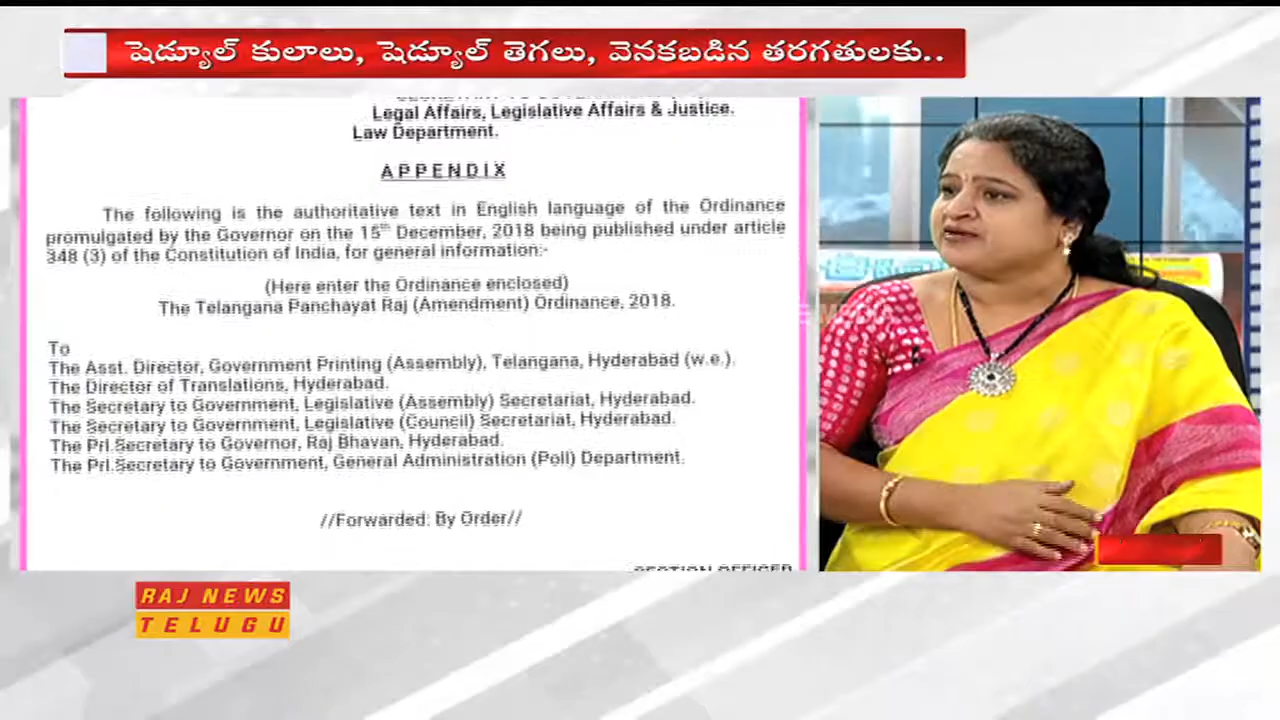 షెడ్యూల్ కులాలు, షెడ్యూల్ తెగలు, వెనకబడిన తరగతులకు..
Legal Affairs, Legislative Affairs & Justice.
Law Department.
APPENDIX
The following is the authoritative text in English language of the Ordinance
promulgated by the Governor on the 15th December, 2018 being published under article
348 (3) of the Constitution of India, for general information:-
(Here enter the Ordinance enclosed)
The Telangana Panchayat Raj (Amendment) Ordinance, 2018.
To
The Asst. Director, Government Printing (Assembly), Telangana, Hyderabad (w.e.).
The Director of Translations, Hyderabad.
The Secretary to Government, Legislative (Assembly) Secretariat, Hyderabad.
The Secretary to Government, Legislative (Council) Secretariat, Hyderabad.
The Prl.Secretary to Governor, Raj Bhavan, Hyderabad.
The Prl.Secretary to Government, General Administration (Poll) Department.
//Forwarded: By Order//
SECTION OFFICER
RAJ NEWS
TELUGU